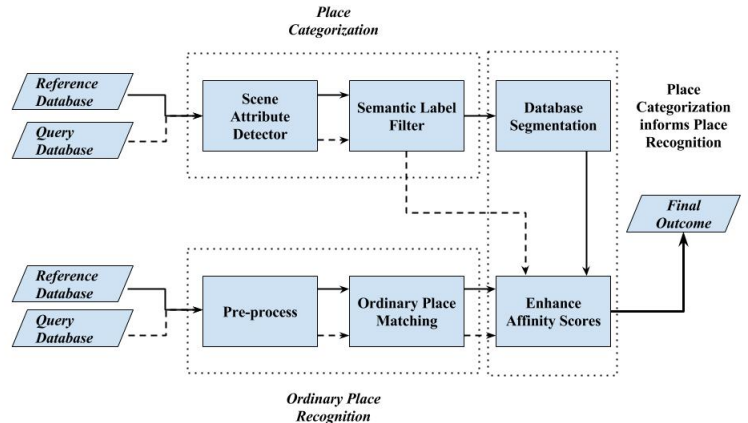 Place
Categorization
Reference
Database
Query
Database
Scene
Attribute
Detector
Semantic Label
Filter
Database
Segmentation
Place
Categorization
informs Place
Recognition
Final
Outcome
Reference
Database
Query
Database
Pre-process
Ordinary Place
Matching
Enhance
Affinity Scores
Ordinary Place
Recognition